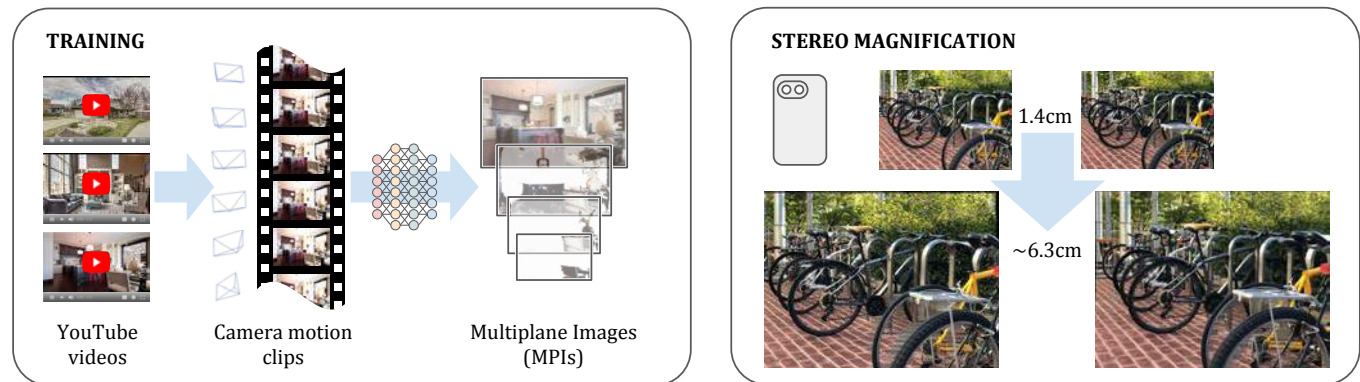 TRAINING
YouTube
videos
Camera motion
clips
Multiplane Images
(MPIs)
STEREO MAGNIFICATION
1.4cm
~6.3cm